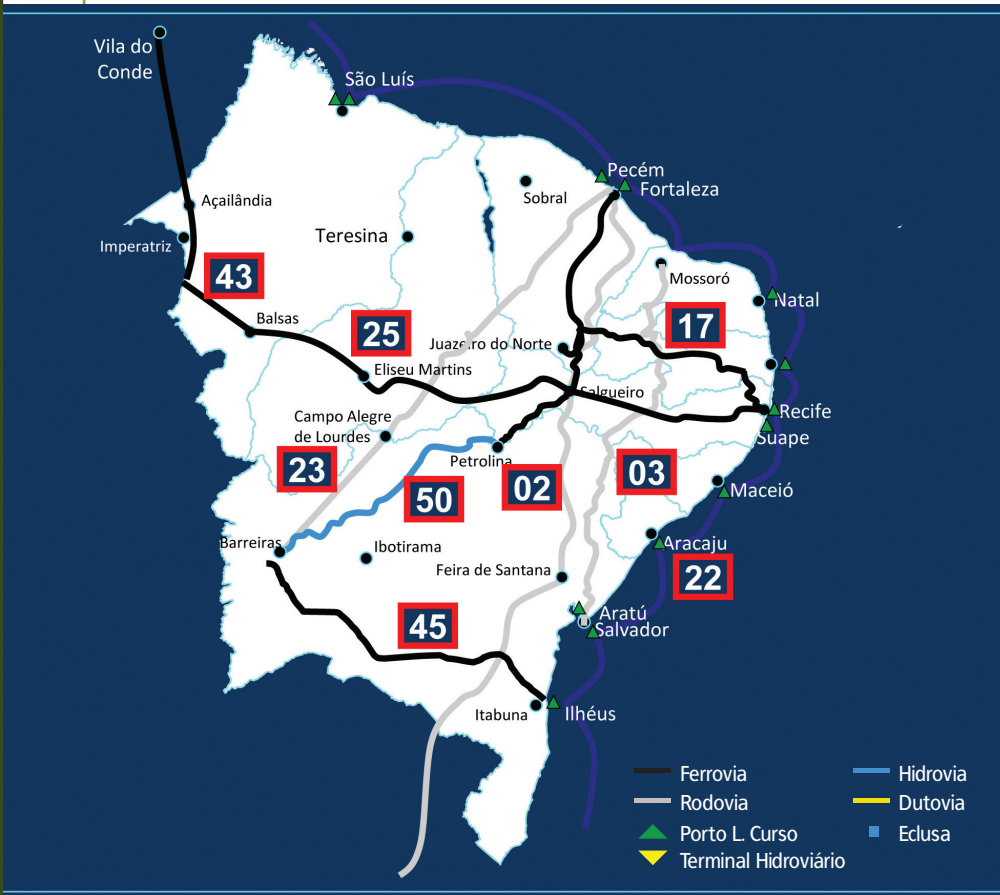 Vila do
Conde
São Luís
Pecém
Fortaleza
Sobral
Açailândia
Teresina
Imperatriz
43
Mossoró
Natal
17
Balsas
25
Juazeiro do Norte
Eliseu Martins
Salgueiro
Campo Alegre
de Lourdes
Recife
Suape
Petrolina
23
50
02
03
Maceió
Barreiras
Ibotirama
Aracaju
Feira de Santana
22
45
Aratú
Salvador
Itabuna
Ilhéus
Ferrovia
Hidrovia
Rodovia
Dutovia
Porto L. Curso
Eclusa
Terminal Hidroviário